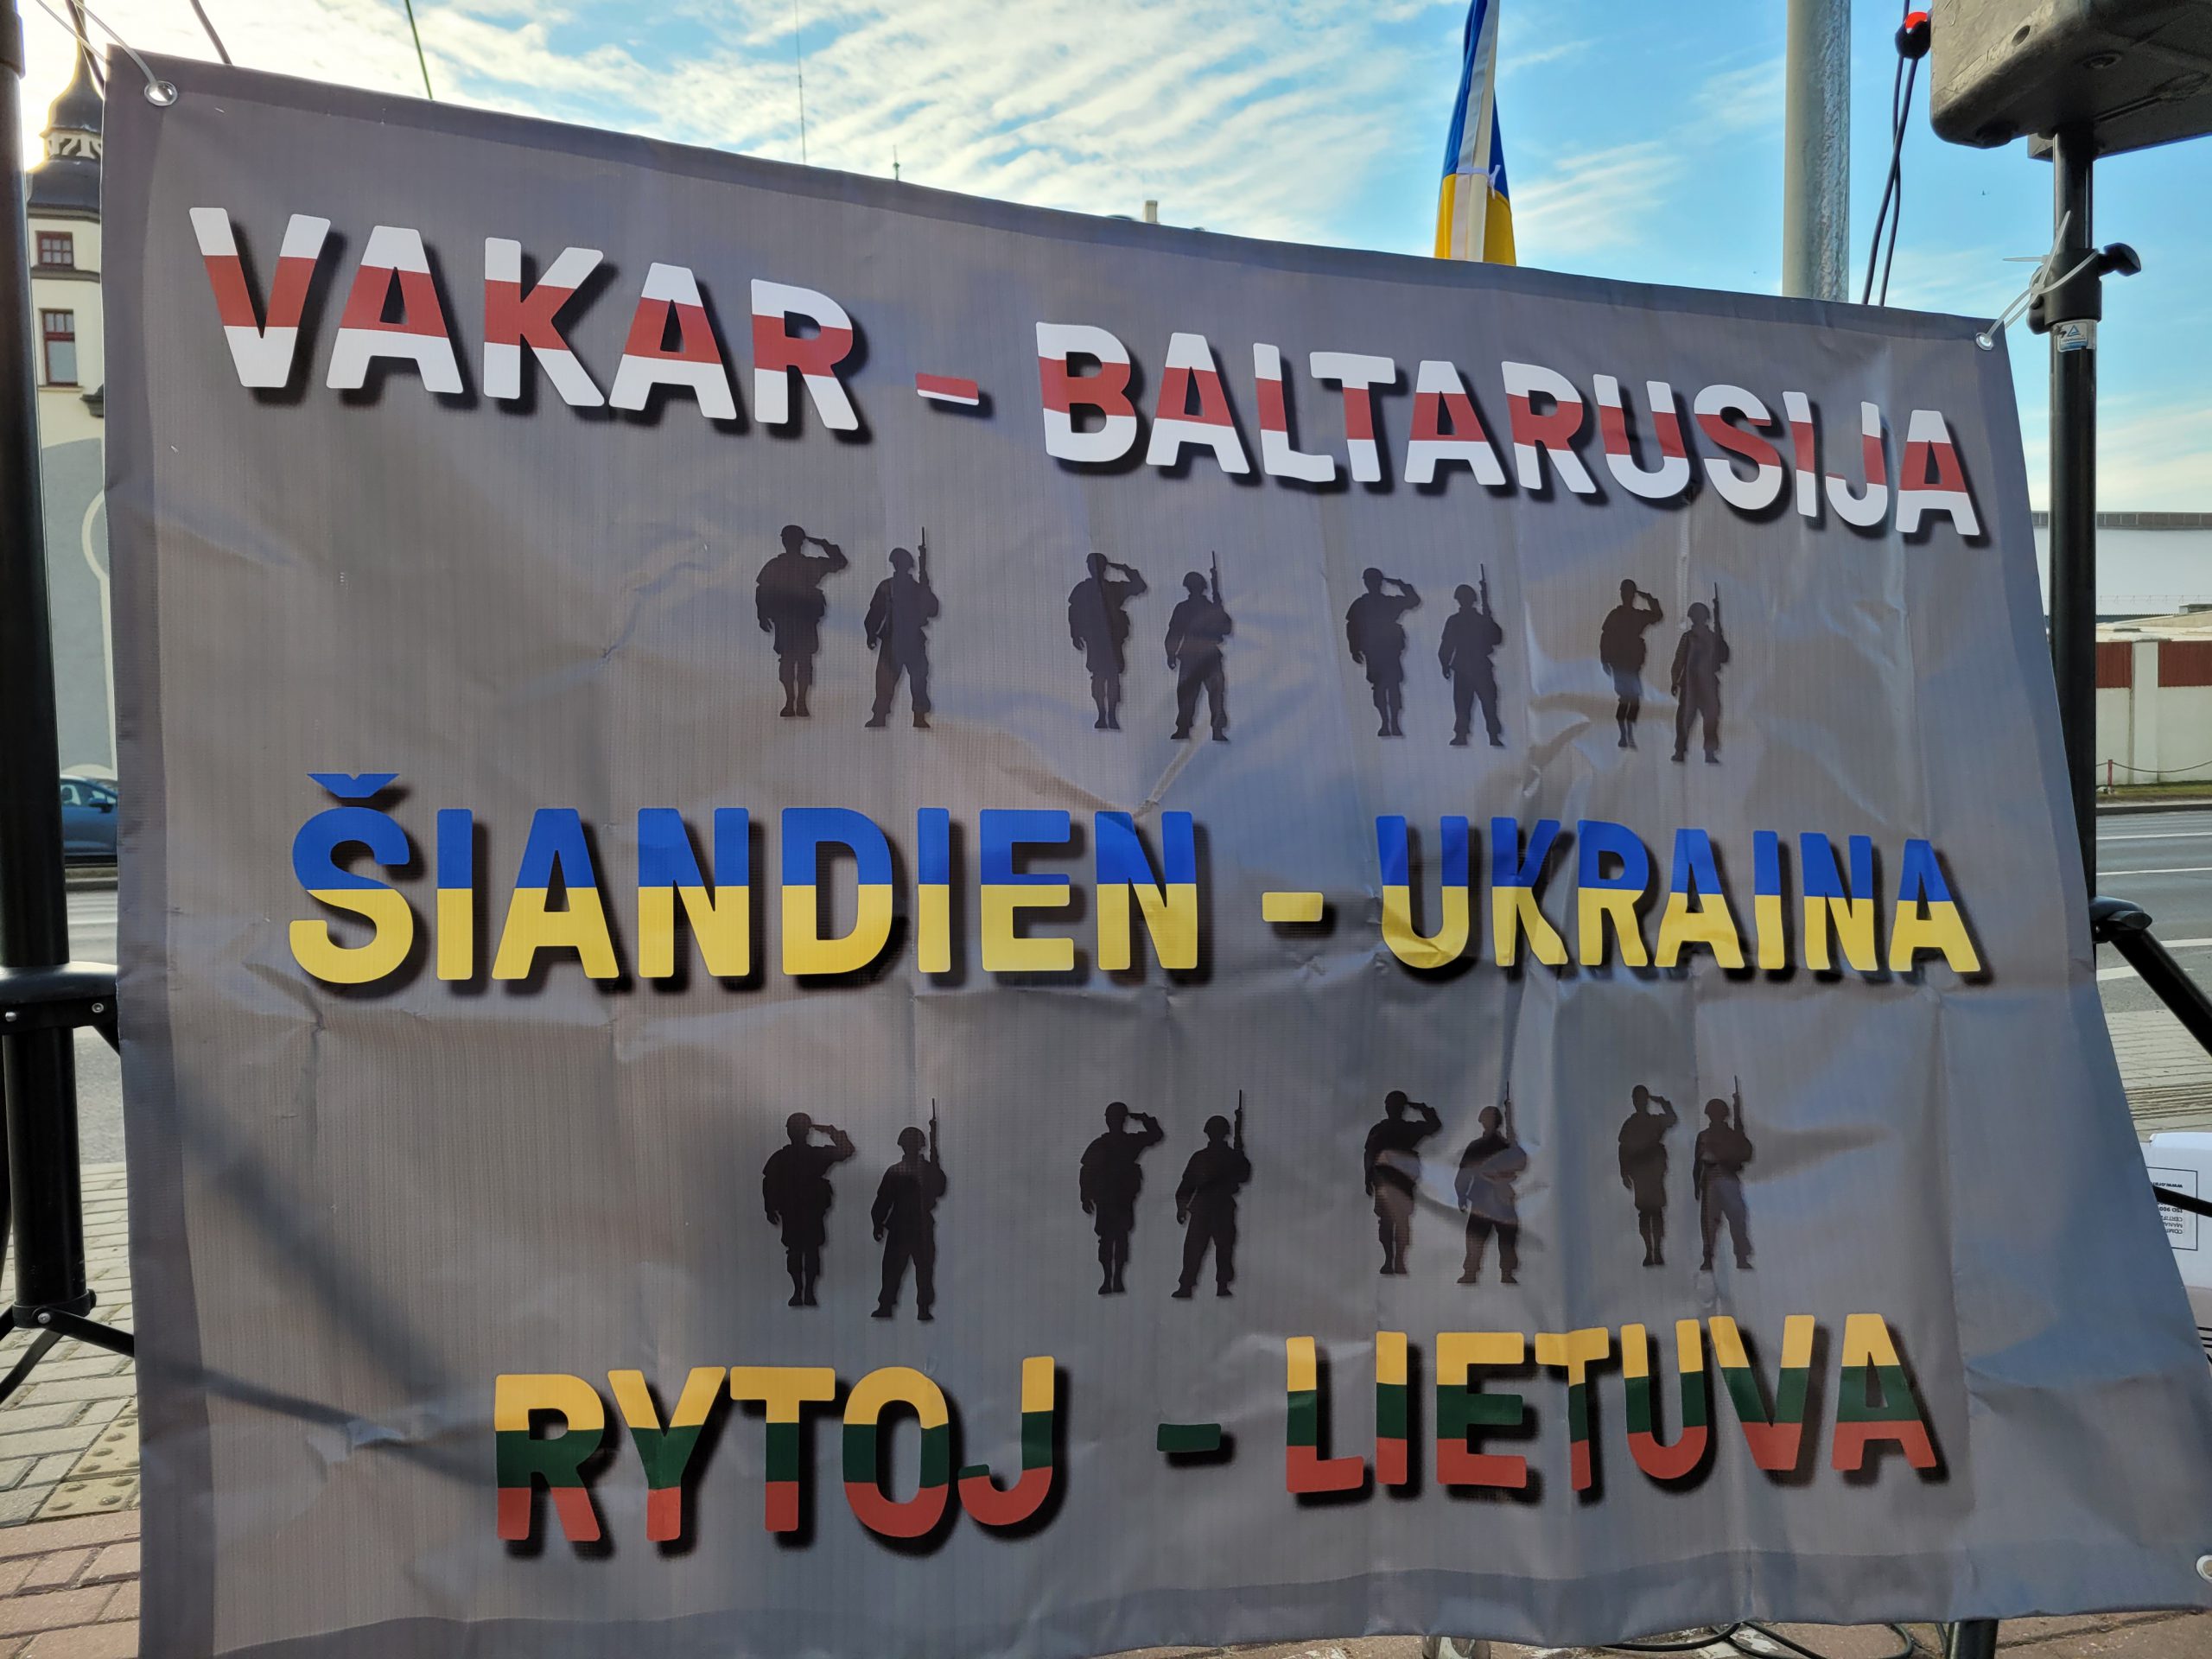 VAKAR - BALTARUSIJA
ŠIANDIEN - UKRAINA
RYTOJ - LIETUVA